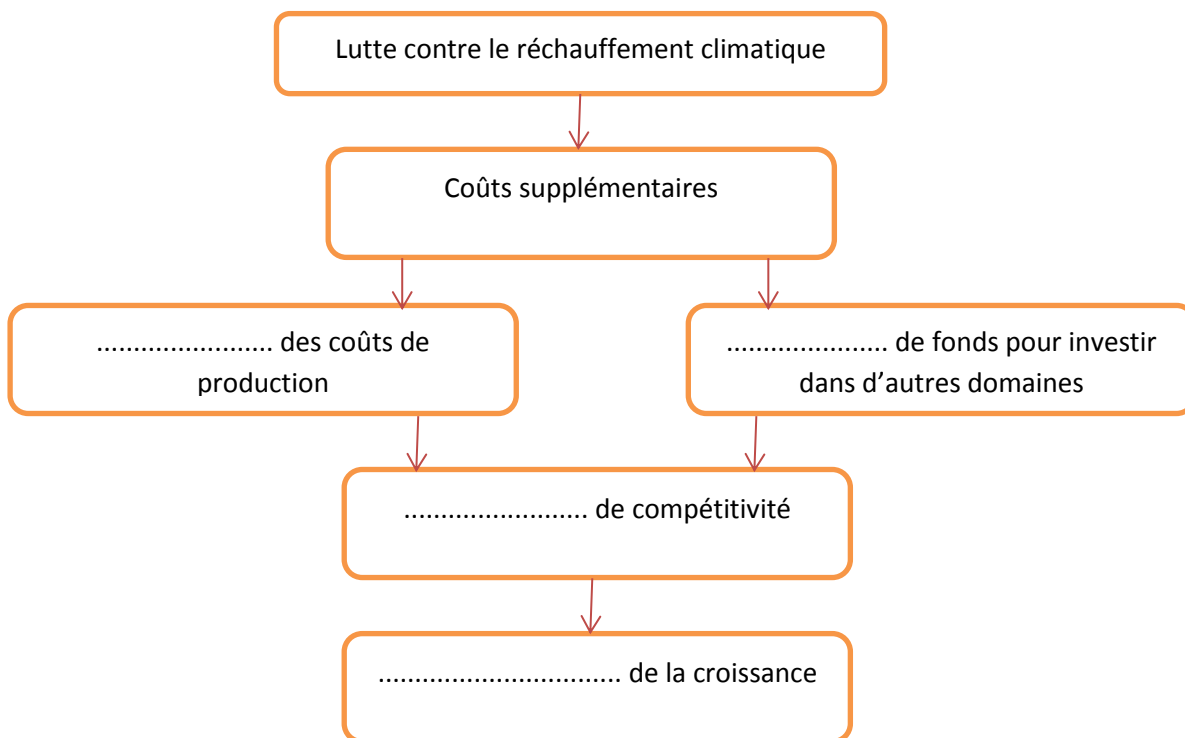 Lutte contre le réchauffement climatique
Coûts supplémentaires
........................ des coûts de
production
...................... de fonds pour investir
dans d’autres domaines
......................... de compétitivité
................................. de la croissance